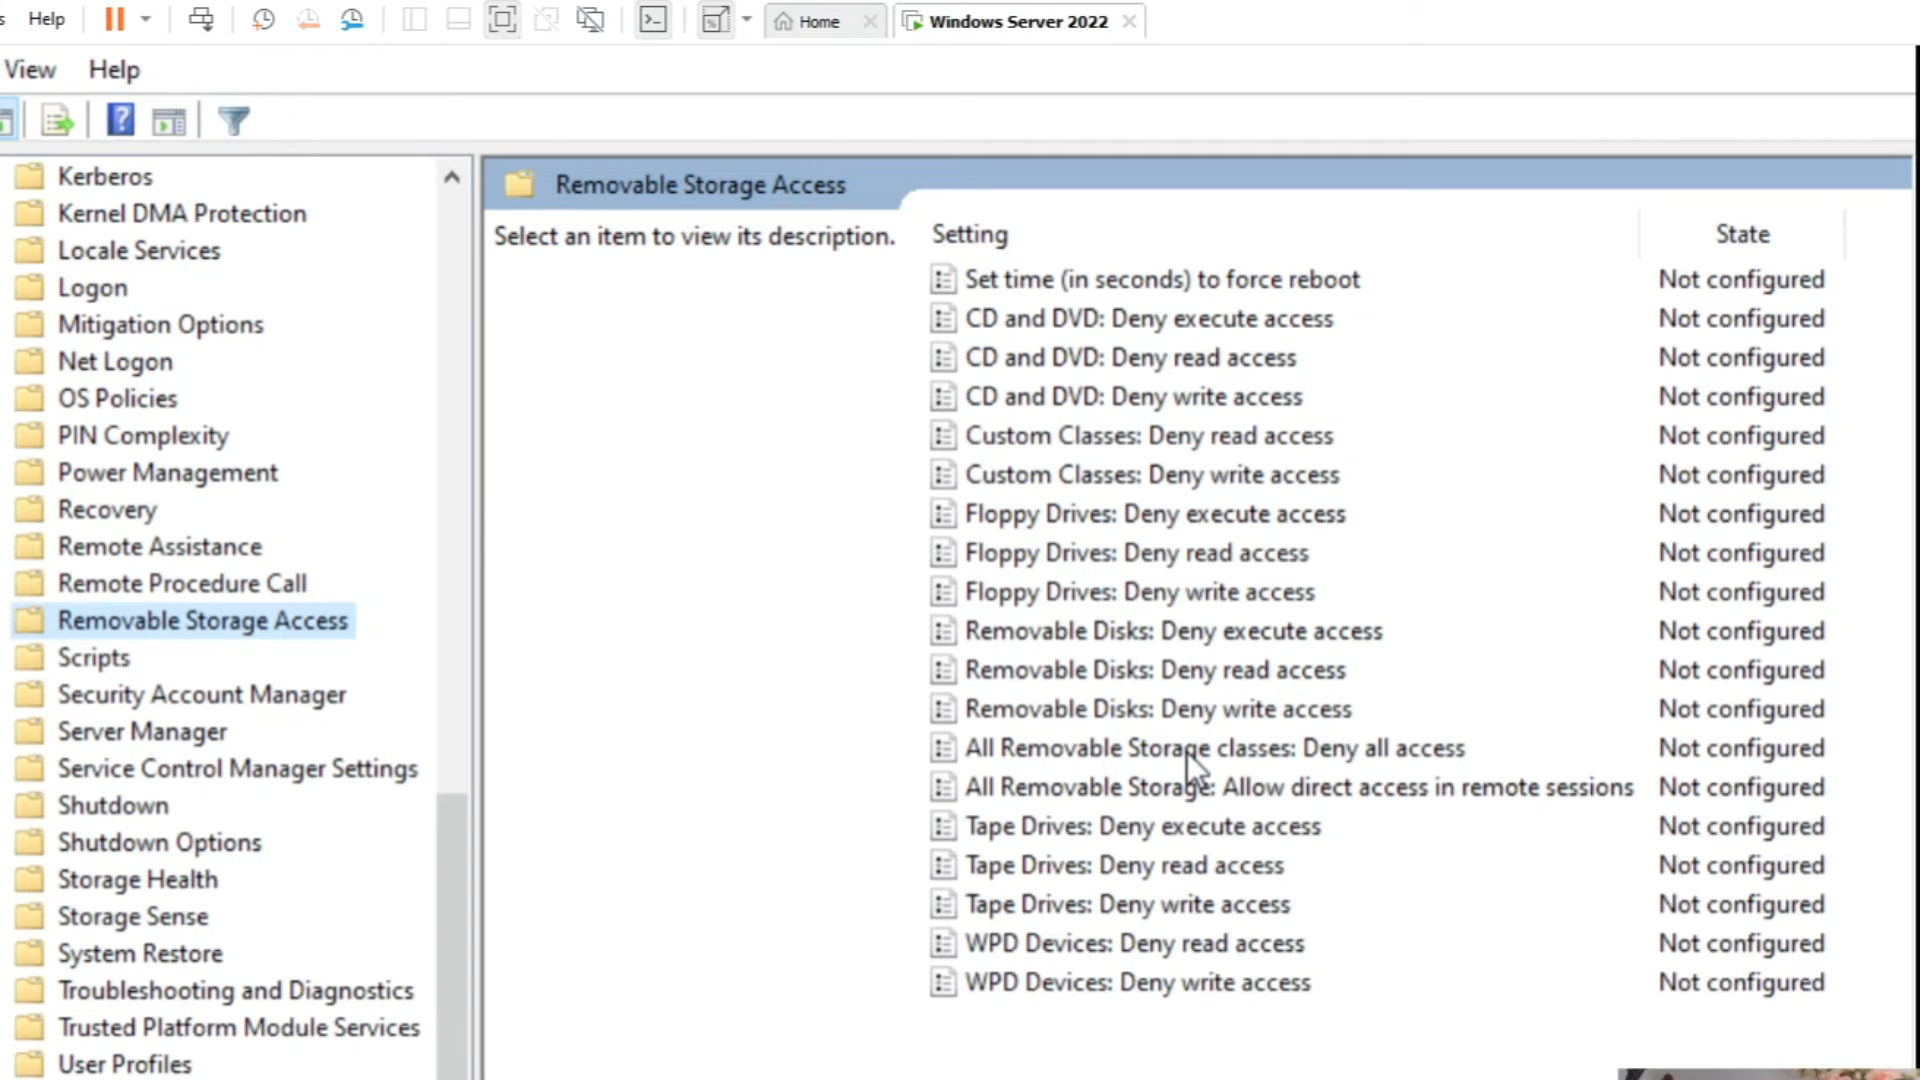 Help
Home
Windows Server 2022
View Help
Kerberos
Kernel DMA Protection
Locale Services
Logon
Mitigation Options
Net Logon
OS Policies
PIN Complexity
Power Management
Recovery
Remote Assistance
Remote Procedure Call
Removable Storage Access
Scripts
Security Account Manager
Server Manager
Service Control Manager Settings
Shutdown
Shutdown Options
Storage Health
Storage Sense
System Restore
Troubleshooting and Diagnostics
Trusted Platform Module Services
User Profiles
Removable Storage Access
Select an item to view its description.
Setting State
Set time (in seconds) to force reboot Not configured
CD and DVD: Deny execute access Not configured
CD and DVD: Deny read access Not configured
CD and DVD: Deny write access Not configured
Custom Classes: Deny read access Not configured
Custom Classes: Deny write access Not configured
Floppy Drives: Deny execute access Not configured
Floppy Drives: Deny read access Not configured
Floppy Drives: Deny write access Not configured
Removable Disks: Deny execute access Not configured
Removable Disks: Deny read access Not configured
Removable Disks: Deny write access Not configured
All Removable Storage classes: Deny all access Not configured
All Removable Storage: Allow direct access in remote sessions Not configured
Tape Drives: Deny execute access Not configured
Tape Drives: Deny read access Not configured
Tape Drives: Deny write access Not configured
WPD Devices: Deny read access Not configured
WPD Devices: Deny write access Not configured